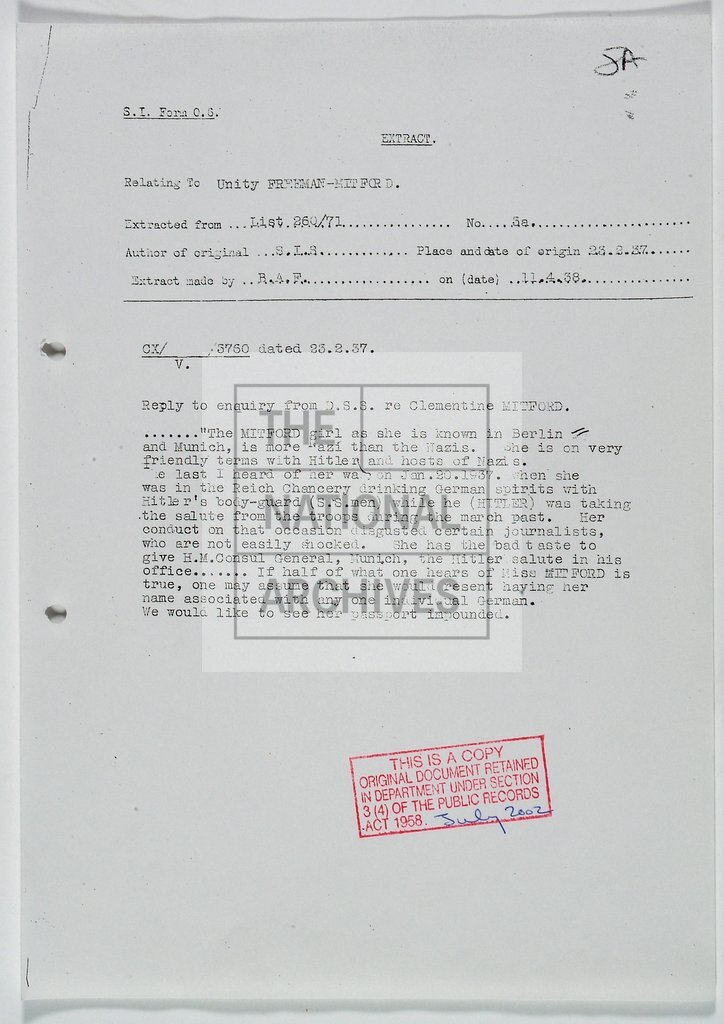 5A
S.I. Form O.6.
EXTRACT.
Relating To Unity FREEMAN-MITFORD.
Extracted from ...List.260/71................ No....5a.......................
Author of original ...S.I.S............. Place and date of origin 23.2.37......
Extract made by ..B.A.F.................. on (date) ..11.4.38................
CX/ /3760 dated 23.2.37.
V.
Reply to enquiry from D.S.S. re Clementine MITFORD.
......."The MITFORD girl as she is known in Berlin
and Munich, is more Nazi than the Nazis. She is on very
friendly terms with Hitler and hosts of Nazis.
The last I heard of her was on Jan.20.1937. when she
was in the Reich Chancery drinking German spirits with
Hitler's body-guard (S.S.men) while he (HITLER) was taking
the salute from the troops during the march past. Her
conduct on that occasion disgusted certain journalists,
who are not easily shocked. She has the bad taste to
give H.M.Consul General, Munich, the Hitler salute in his
office........ If half of what one hears of Miss MITFORD is
true, one may assume that she would resent having her
name associated with any one individual German.
We would like to see her passport impounded.
THE
NATIONAL
ARCHIVES
THIS IS A COPY
ORIGINAL DOCUMENT RETAINED
IN DEPARTMENT UNDER SECTION
3 (4) OF THE PUBLIC RECORDS
ACT 1958. July 2002